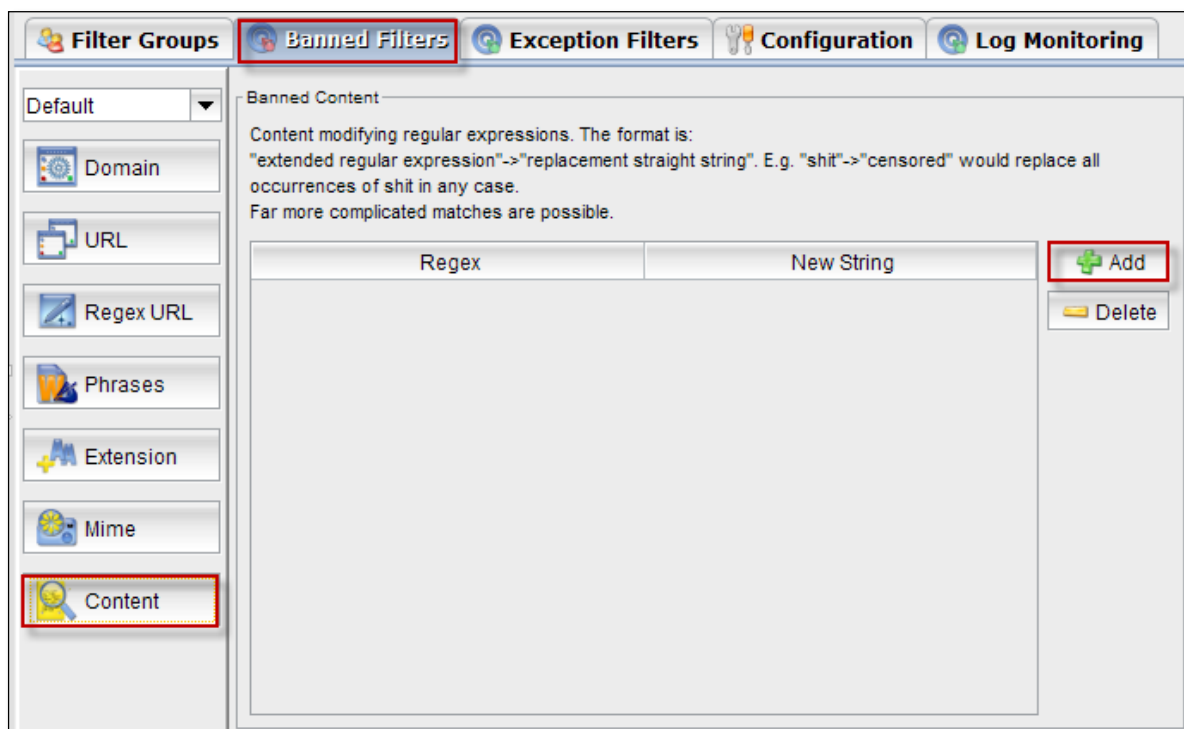 Filter Groups Banned Filters Exception Filters Configuration Log Monitoring
Default
Banned Content
Content modifying regular expressions. The format is:
"extended regular expression"->"replacement straight string". E.g. "shit"->"censored" would replace all
occurrences of shit in any case.
Far more complicated matches are possible.
Domain
URL
Regex URL
Phrases
Extension
Mime
Content
Regex New String
Add
Delete